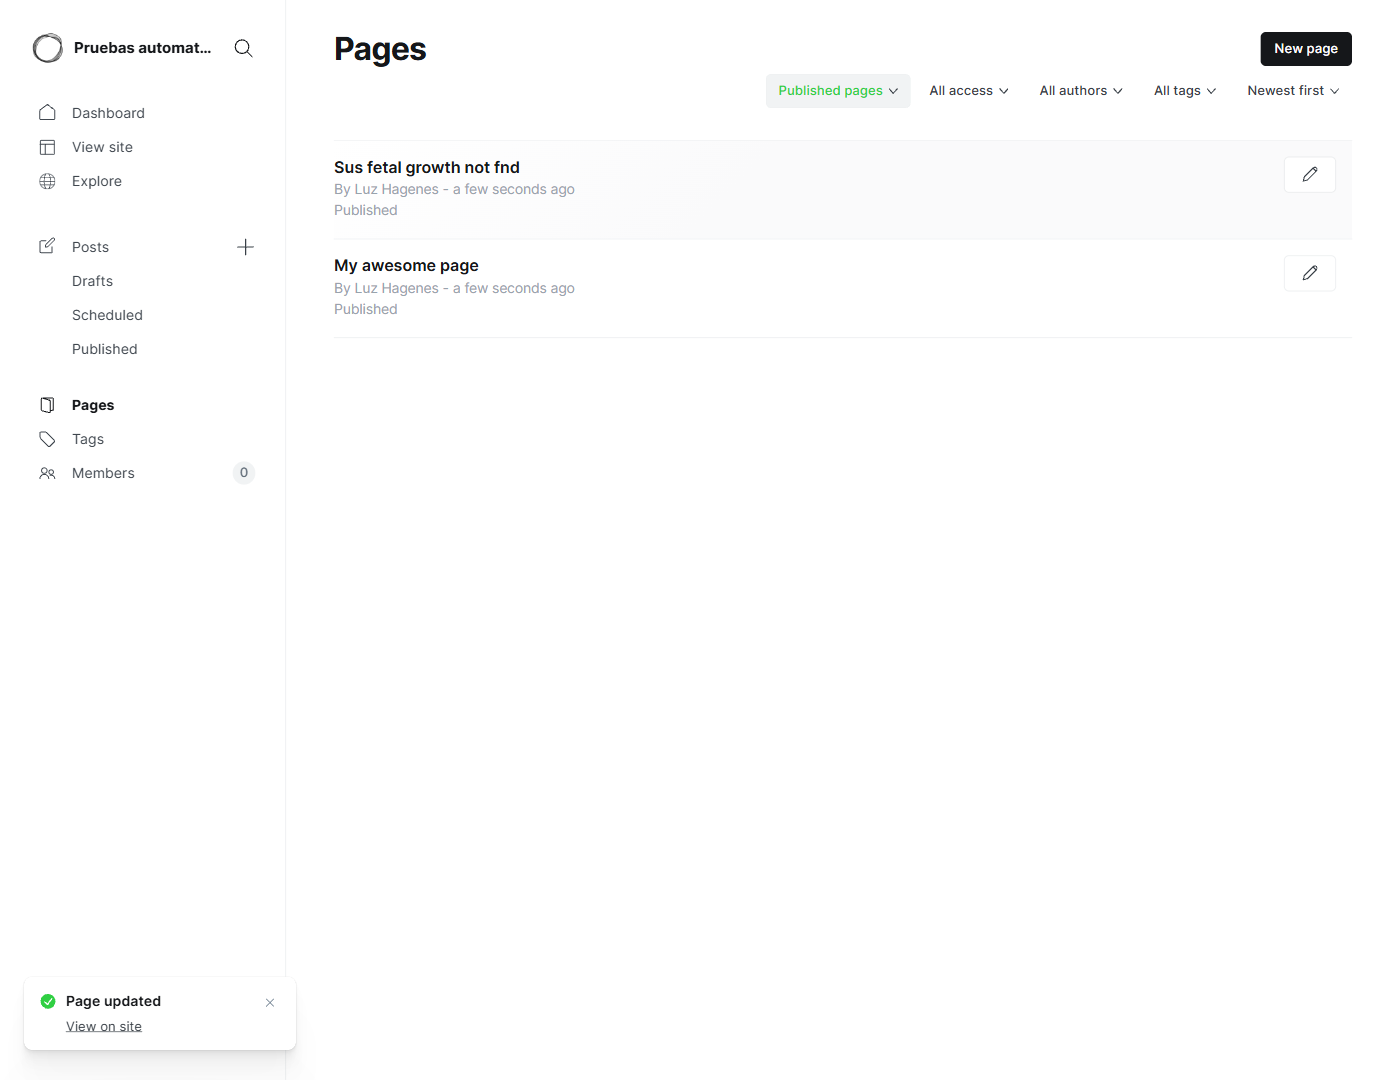 Pruebas automat...
Dashboard
View site
Explore
Posts
Drafts
Scheduled
Published
Pages
Tags
Members 0
Pages
New page
Published pages All access All authors All tags Newest first
Sus fetal growth not fnd
By Luz Hagenes - a few seconds ago
Published
My awesome page
By Luz Hagenes - a few seconds ago
Published
Page updated
View on site